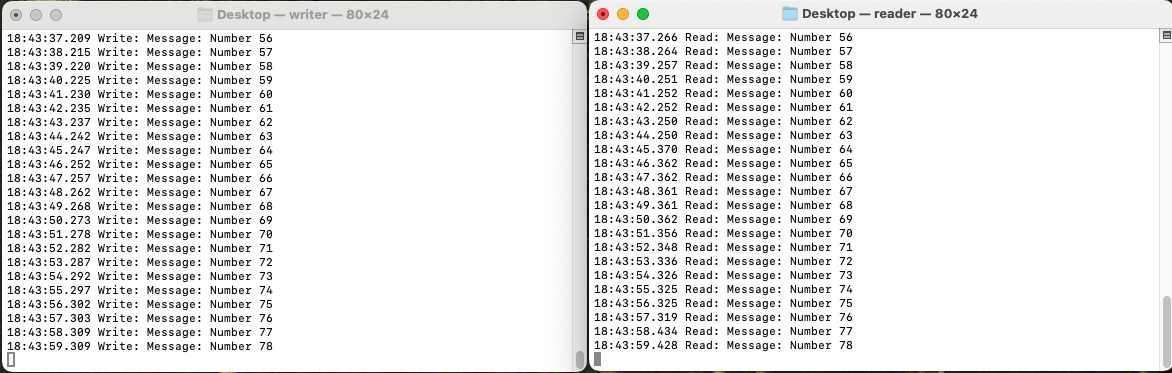 Desktop — writer — 80×24
18:43:37.209 Write: Message: Number 56
18:43:38.215 Write: Message: Number 57
18:43:39.220 Write: Message: Number 58
18:43:40.225 Write: Message: Number 59
18:43:41.230 Write: Message: Number 60
18:43:42.235 Write: Message: Number 61
18:43:43.237 Write: Message: Number 62
18:43:44.242 Write: Message: Number 63
18:43:45.247 Write: Message: Number 64
18:43:46.252 Write: Message: Number 65
18:43:47.257 Write: Message: Number 66
18:43:48.262 Write: Message: Number 67
18:43:49.268 Write: Message: Number 68
18:43:50.273 Write: Message: Number 69
18:43:51.278 Write: Message: Number 70
18:43:52.282 Write: Message: Number 71
18:43:53.287 Write: Message: Number 72
18:43:54.292 Write: Message: Number 73
18:43:55.297 Write: Message: Number 74
18:43:56.302 Write: Message: Number 75
18:43:57.303 Write: Message: Number 76
18:43:58.309 Write: Message: Number 77
18:43:59.309 Write: Message: Number 78
Desktop — reader — 80×24
18:43:37.266 Read: Message: Number 56
18:43:38.264 Read: Message: Number 57
18:43:39.257 Read: Message: Number 58
18:43:40.251 Read: Message: Number 59
18:43:41.252 Read: Message: Number 60
18:43:42.252 Read: Message: Number 61
18:43:43.250 Read: Message: Number 62
18:43:44.250 Read: Message: Number 63
18:43:45.370 Read: Message: Number 64
18:43:46.362 Read: Message: Number 65
18:43:47.362 Read: Message: Number 66
18:43:48.361 Read: Message: Number 67
18:43:49.361 Read: Message: Number 68
18:43:50.362 Read: Message: Number 69
18:43:51.356 Read: Message: Number 70
18:43:52.348 Read: Message: Number 71
18:43:53.336 Read: Message: Number 72
18:43:54.326 Read: Message: Number 73
18:43:55.325 Read: Message: Number 74
18:43:56.325 Read: Message: Number 75
18:43:57.319 Read: Message: Number 76
18:43:58.434 Read: Message: Number 77
18:43:59.428 Read: Message: Number 78